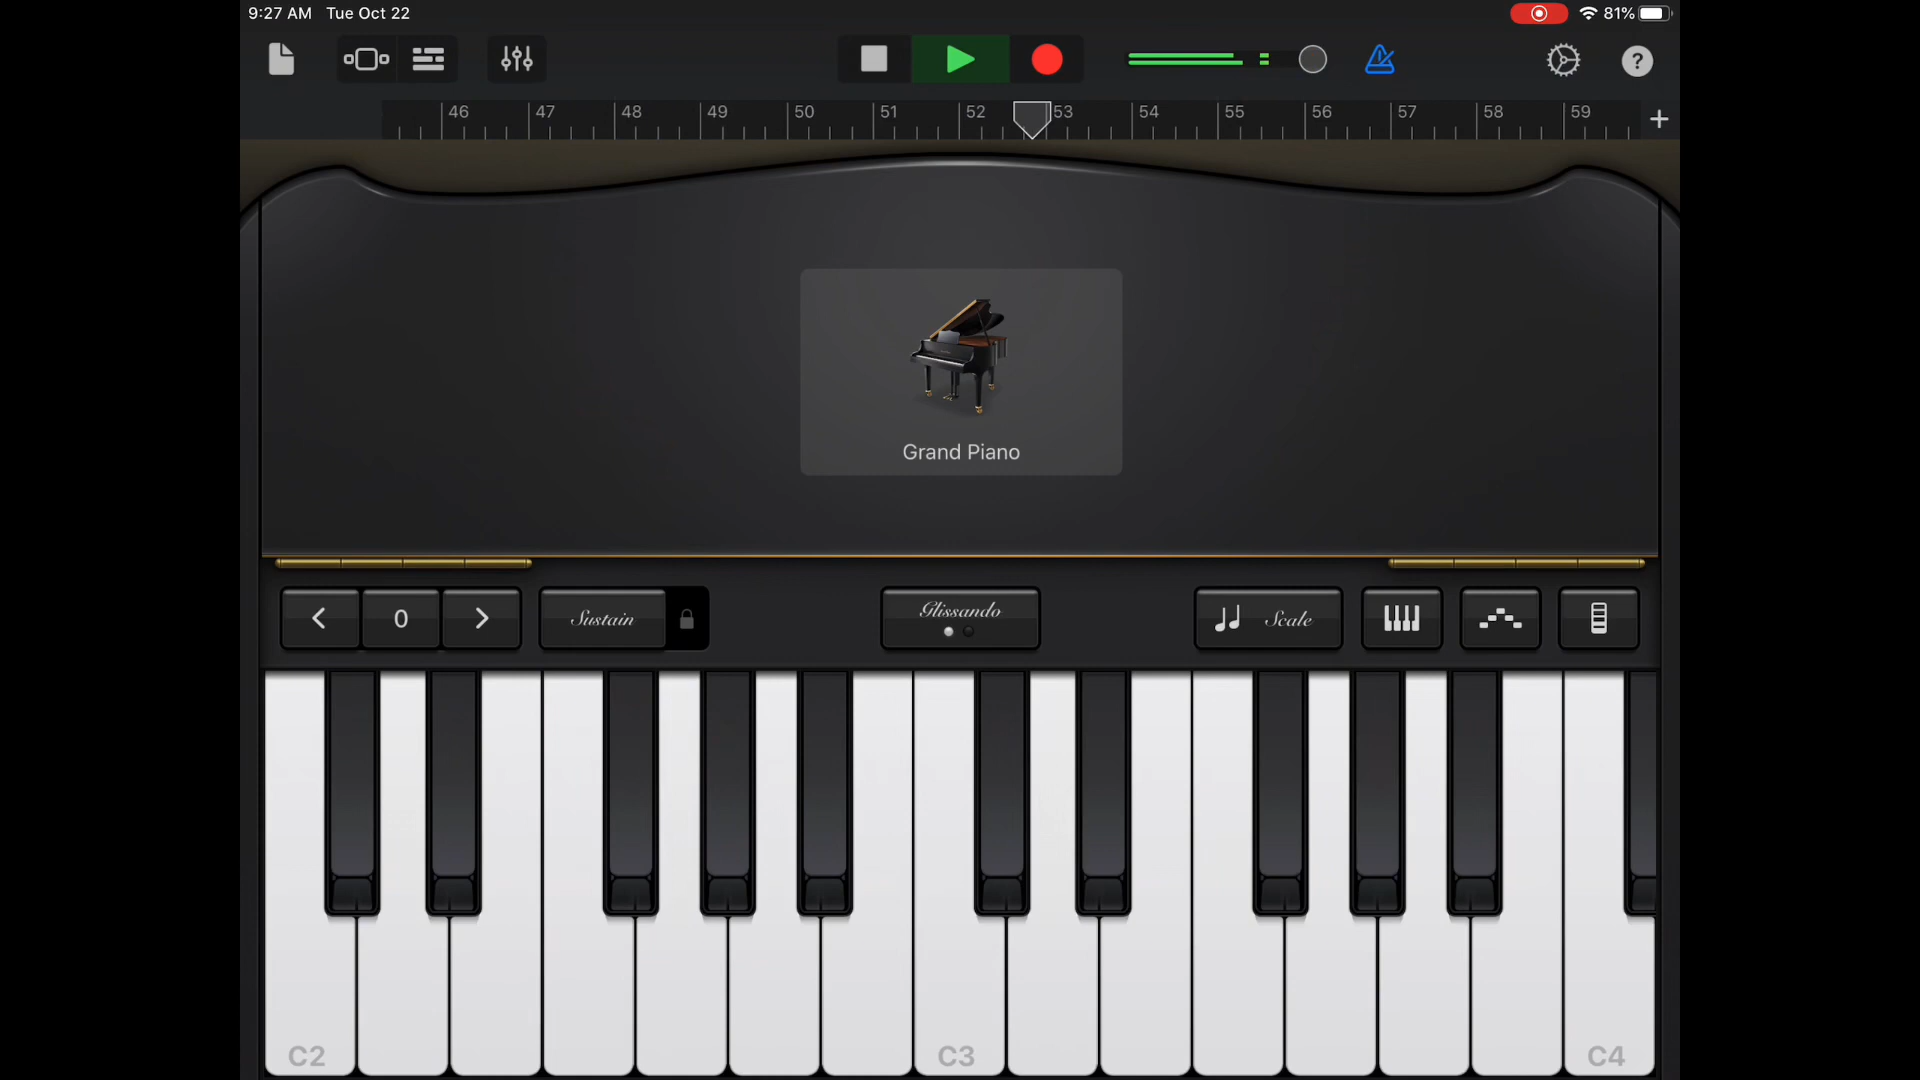 9:27 AM Tue Oct 22 81%
46 47 48 49 50 51 52 53 54 55 56 57 58 59 +
Grand Piano
0 Sustain Glissando Scale
C2 C3 C4